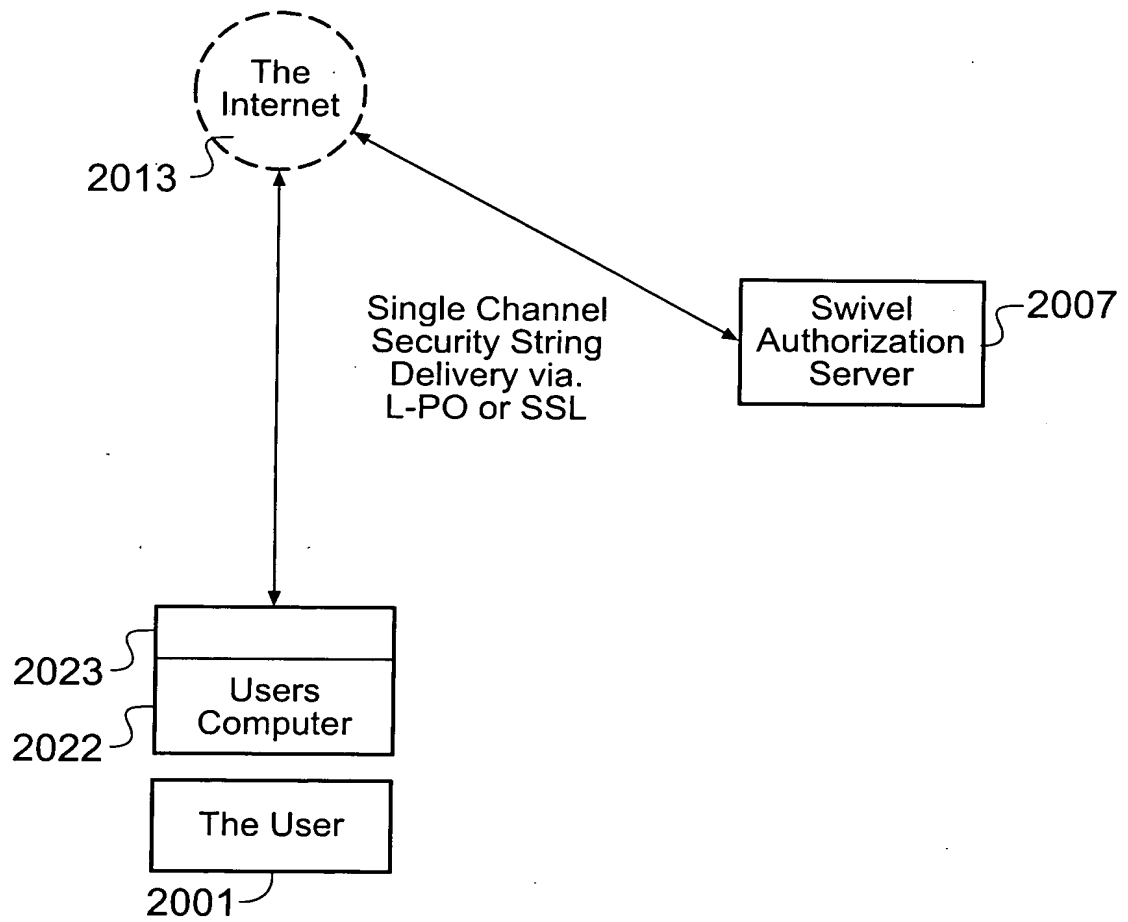 The
Internet
2013
Single Channel
Security String
Delivery via.
L-PO or SSL
Swivel
Authorization
Server
2007
2023
Users
Computer
2022
The User
2001